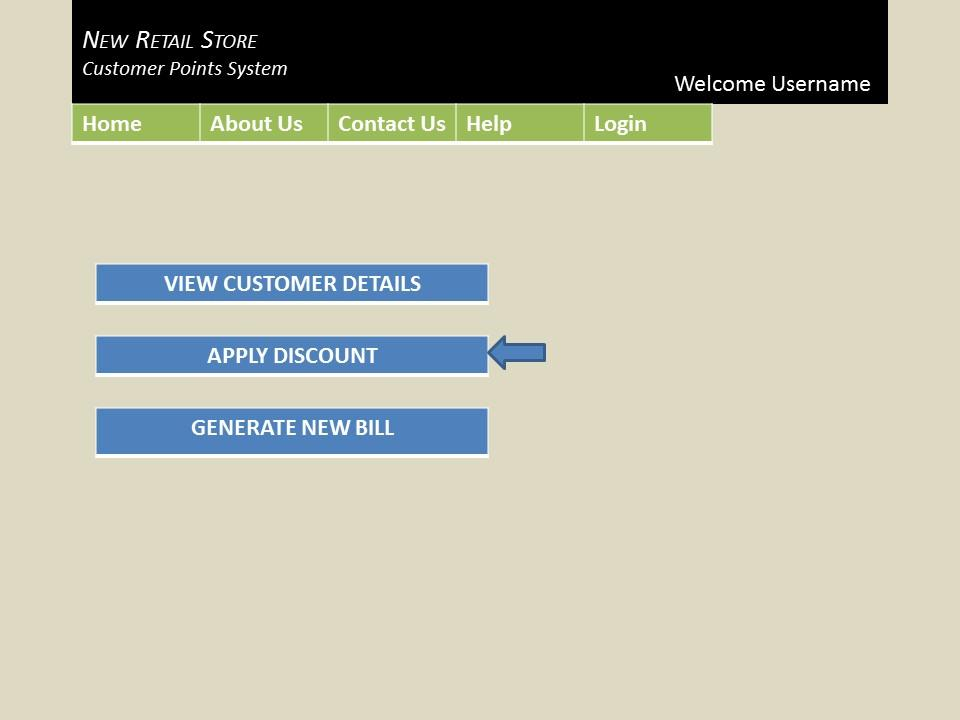 NEW RETAIL STORE
Customer Points System
Welcome Username
Home About Us Contact Us Help Login
VIEW CUSTOMER DETAILS
APPLY DISCOUNT
GENERATE NEW BILL